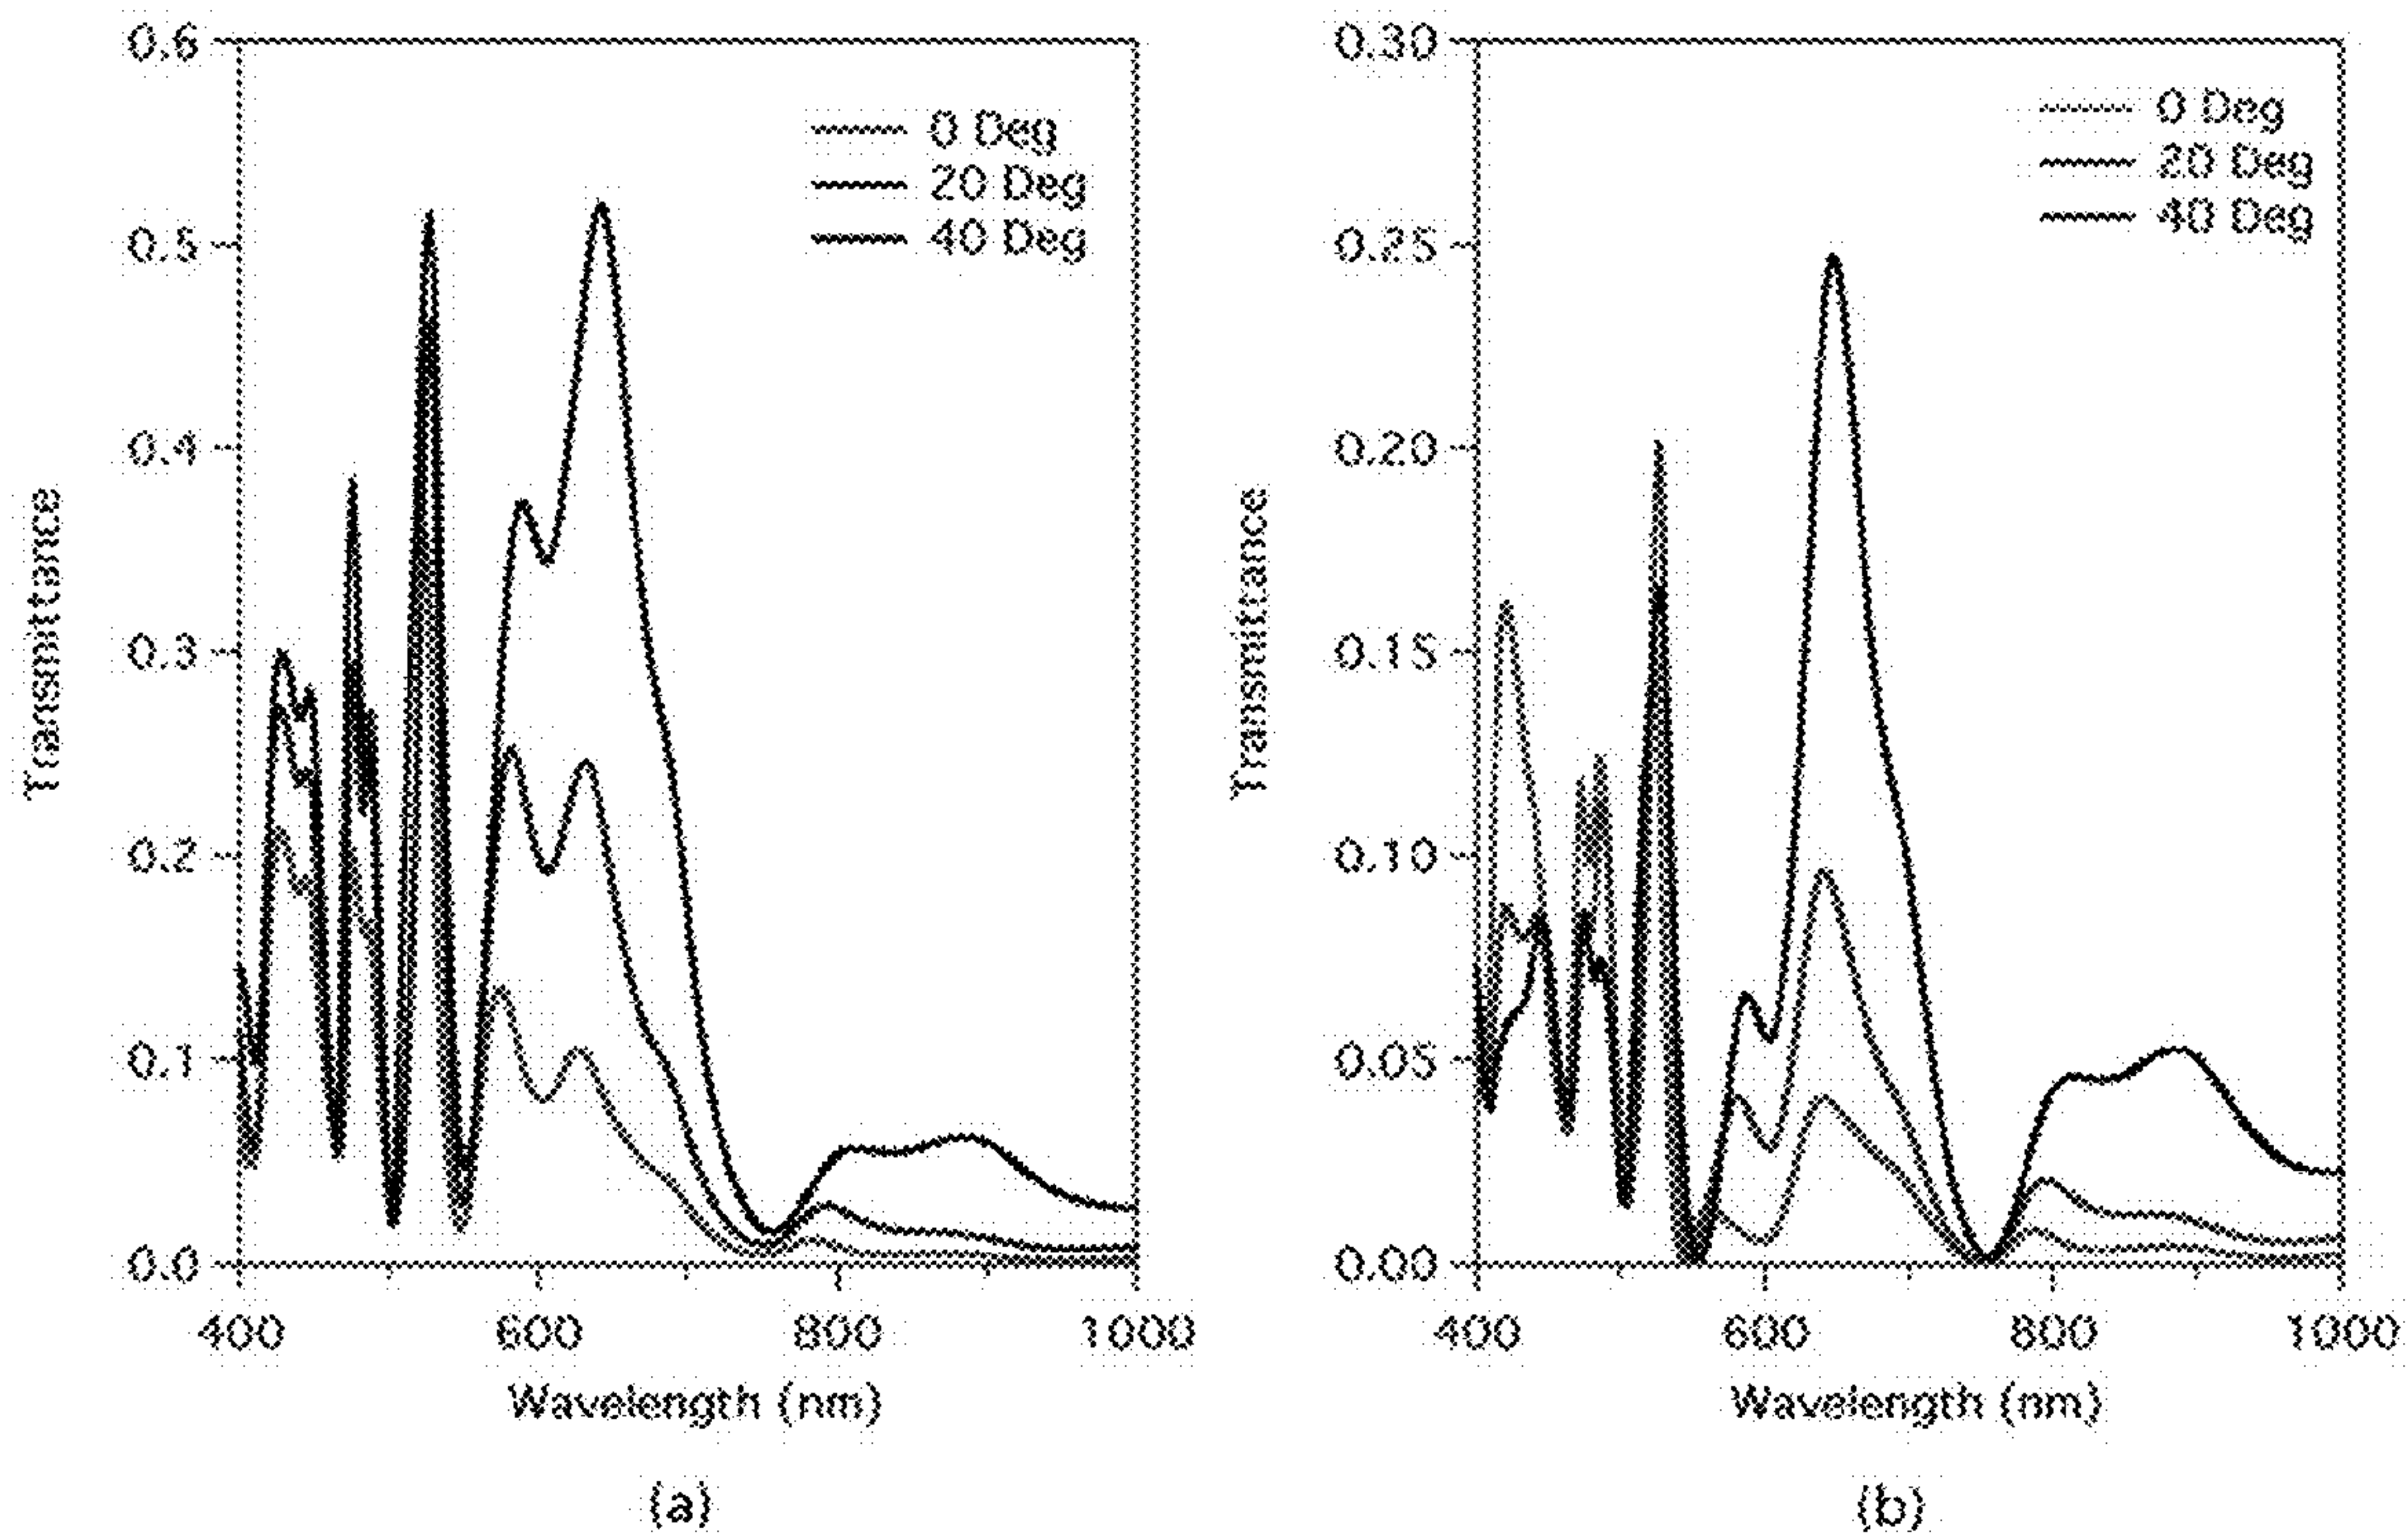 0.6
0.5
0.4
0.3
0.2
0.1
0.0
Transmittance
0 Deg
20 Deg
40 Deg
400
600
800
1000
Wavelength (nm)
(a)
0.30
0.25
0.20
0.15
0.10
0.05
0.00
Transmittance
0 Deg
20 Deg
40 Deg
400
600
800
1000
Wavelength (nm)
(b)